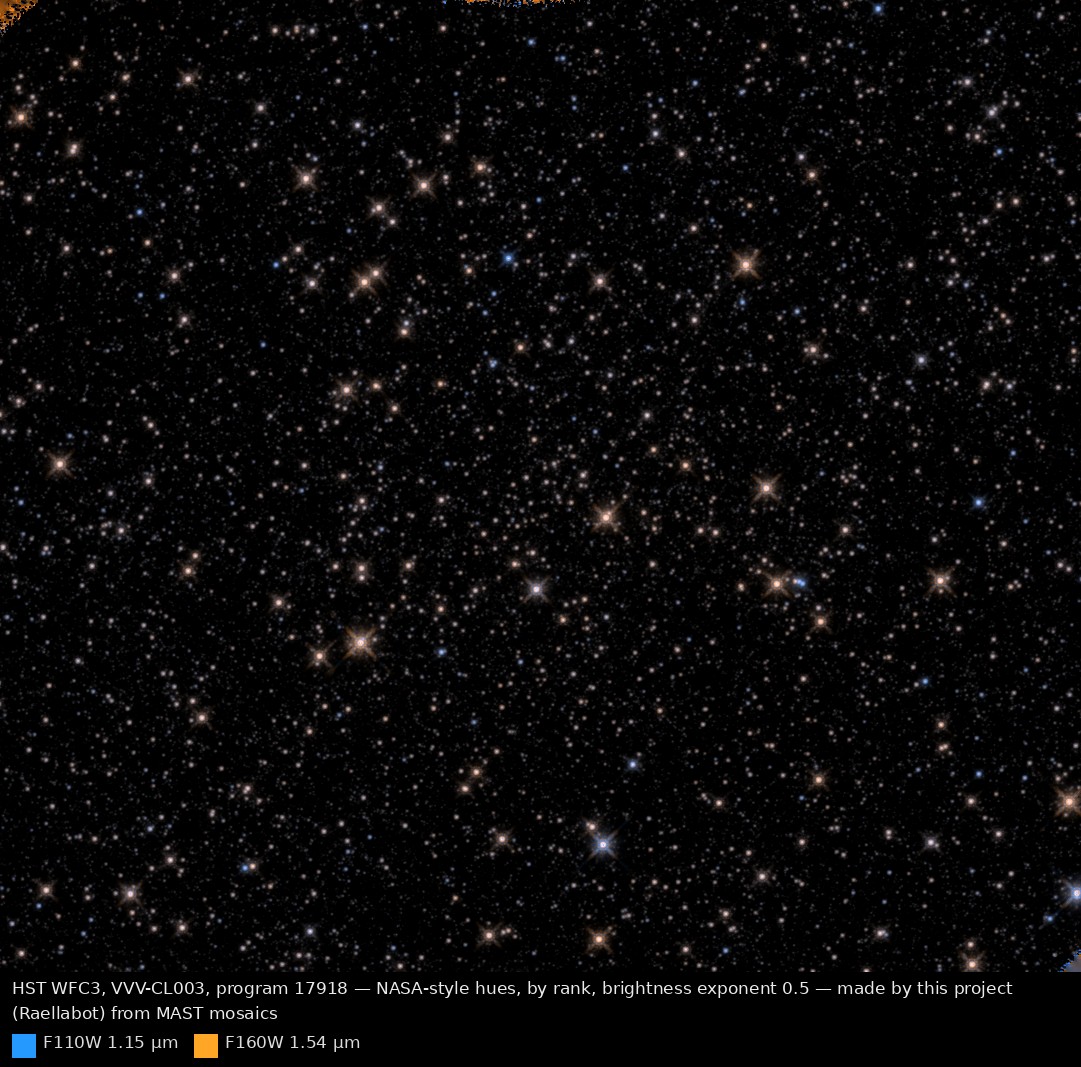 HST WFC3, VVV-CL003, program 17918 — NASA-style hues, by rank, brightness exponent 0.5 — made by this project
(Raellabot) from MAST mosaics
F110W 1.15 µm F160W 1.54 µm